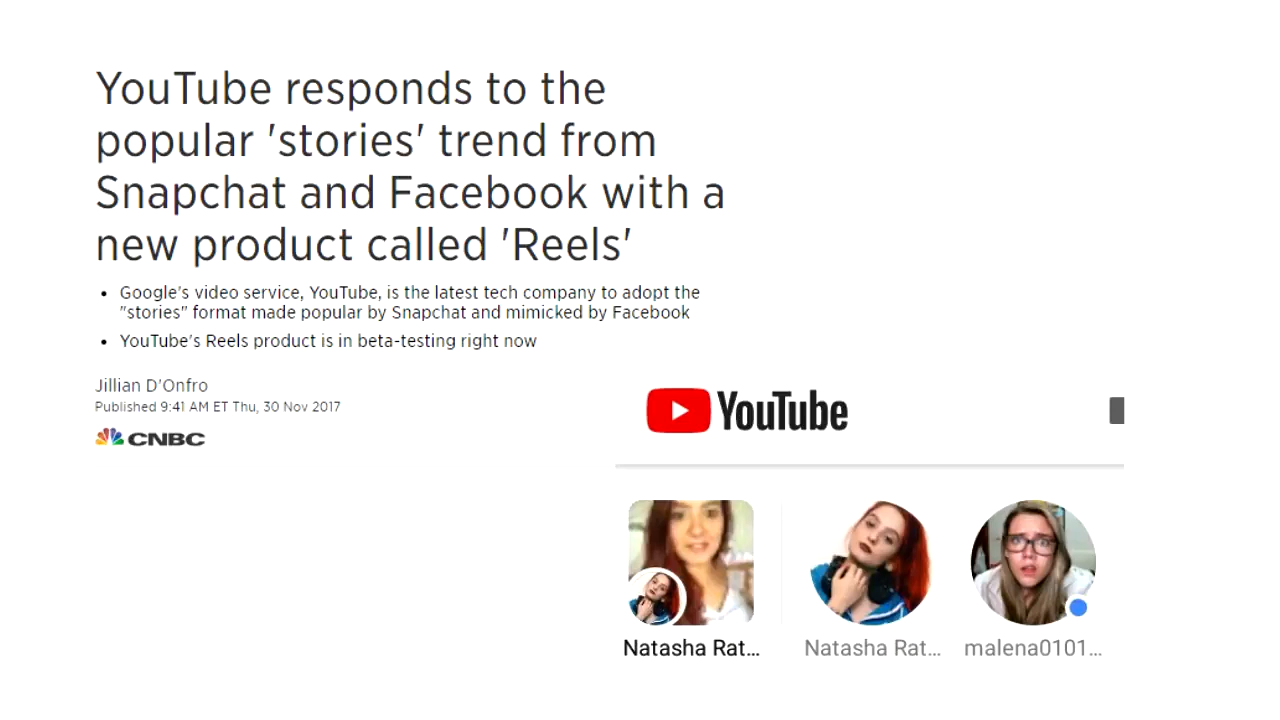 YouTube responds to the
popular 'stories' trend from
Snapchat and Facebook with a
new product called 'Reels'
• Google's video service, YouTube, is the latest tech company to adopt the
"stories" format made popular by Snapchat and mimicked by Facebook
• YouTube's Reels product is in beta-testing right now
Jillian D'Onfro
Published 9:41 AM ET Thu, 30 Nov 2017
CNBC
YouTube
Natasha Rat...
Natasha Rat...
malena0101...